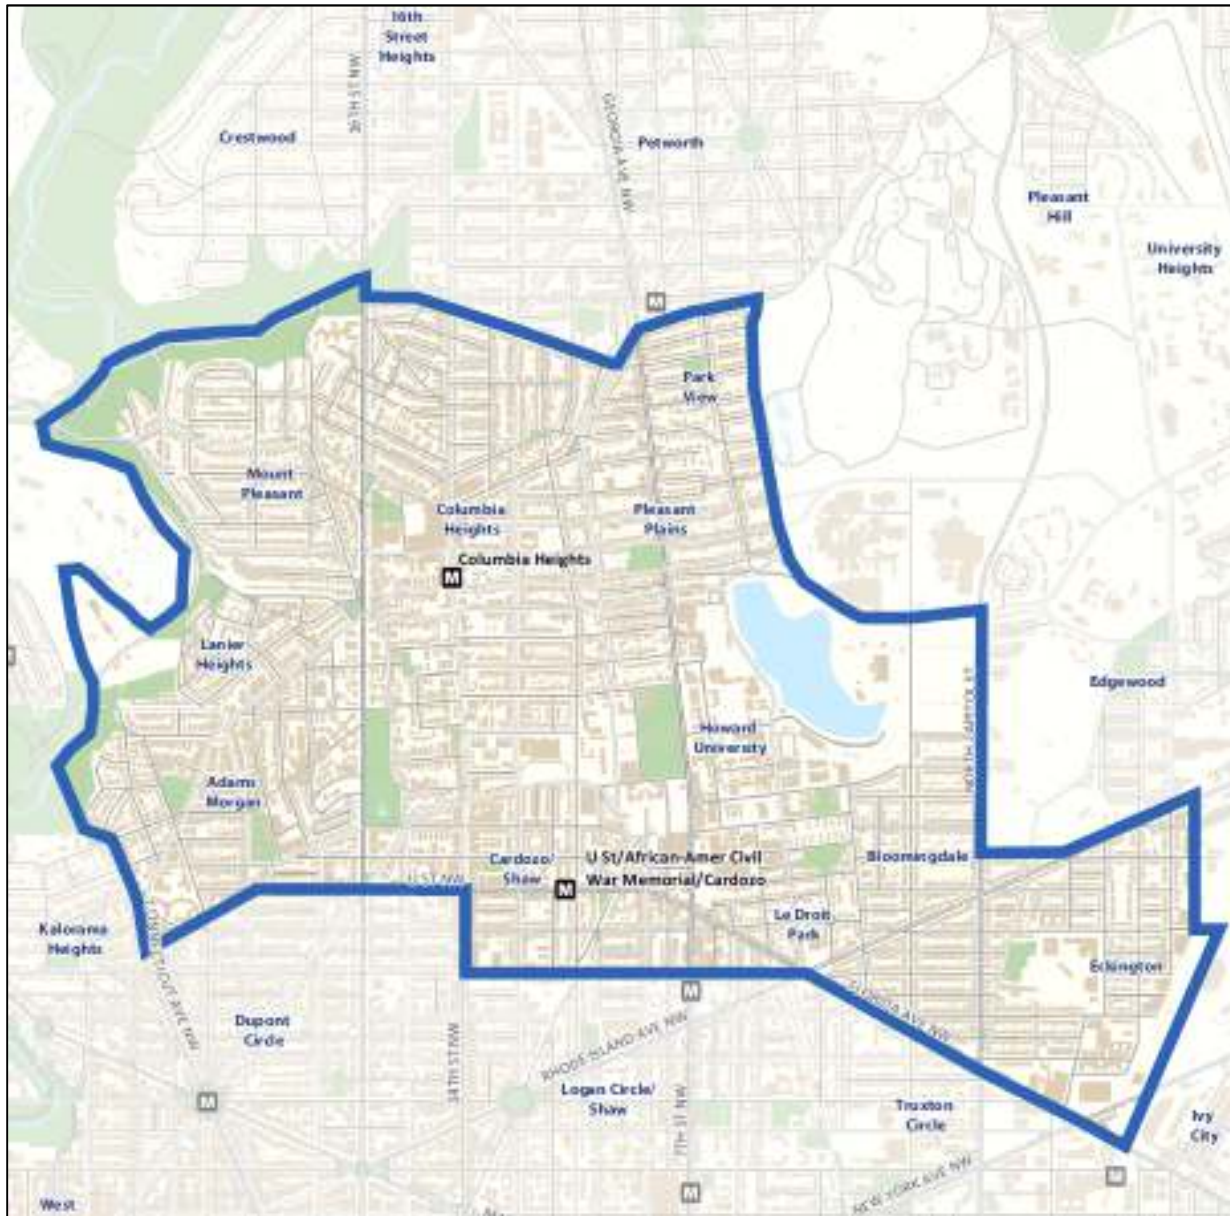 16th
Street
Heights
16TH ST NW
GEORGIA AVE NW
Crestwood
Petworth
Pleasant
Hill
University
Heights
M
Park
View
Mount
Pleasant
Columbia
Heights
Pleasant
Plains
Columbia Heights
M
Lanier
Heights
Edgewood
NORTH CAPITOL ST
Howard
University
Adams
Morgan
Cardozo/
Shaw
U St/African-Amer Civil
War Memorial/Cardozo
M
Bloomingdale
U ST NW
Le Droit
Park
Kalorama
Heights
CONNECTICUT AVE NW
Eckington
M
FLORIDA AVE NW
Dupont
Circle
14TH ST NW
RHODE ISLAND AVE NW
Logan Circle/
Shaw
7TH ST NW
M
Truxton
Circle
Ivy
City
NEW YORK AVE NW
M
M
West